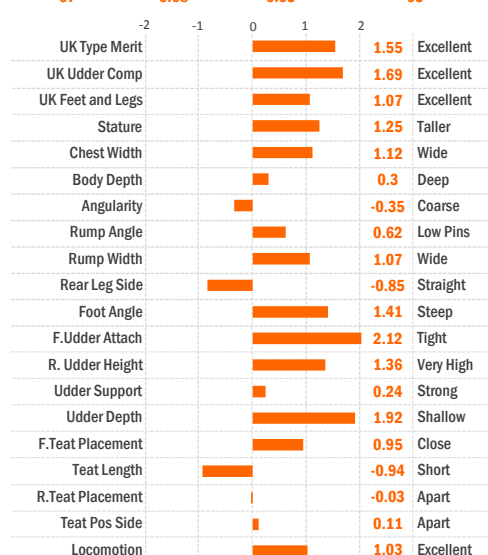 -2 -1 0 1 2
UK Type Merit 1.55 Excellent
UK Udder Comp 1.69 Excellent
UK Feet and Legs 1.07 Excellent
Stature 1.25 Taller
Chest Width 1.12 Wide
Body Depth 0.3 Deep
Angularity -0.35 Coarse
Rump Angle 0.62 Low Pins
Rump Width 1.07 Wide
Rear Leg Side -0.85 Straight
Foot Angle 1.41 Steep
F.Udder Attach 2.12 Tight
R. Udder Height 1.36 Very High
Udder Support 0.24 Strong
Udder Depth 1.92 Shallow
F.Teat Placement 0.95 Close
Teat Length -0.94 Short
R.Teat Placement -0.03 Apart
Teat Pos Side 0.11 Apart
Locomotion 1.03 Excellent